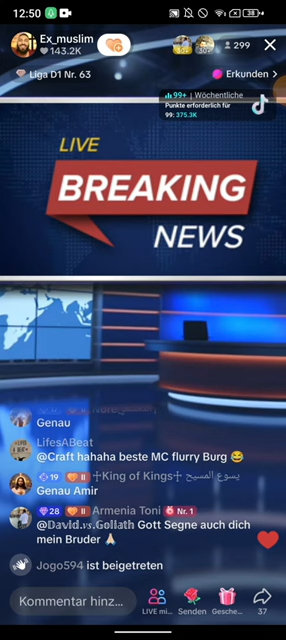 12:50
38
Ex_muslim
143.2K
299
Liga D1 Nr. 63
Erkunden >
99+ | Wöchentliche
Punkte erforderlich für
99: 375.3K
LIVE
BREAKING
NEWS
Genau
LifesABeat
@Craft hahaha beste MC flurry Burg 😂
19 II ♱King of Kings♱ يسوع المسيح
Genau Amir
28 II Armenia Toni Nr. 1
@David.vs.Goliath Gott Segne auch dich
mein Bruder 🙏🏻
Jogo594 ist beigetreten
Kommentar hinz...
LIVE mi...
Senden
Gesche...
37